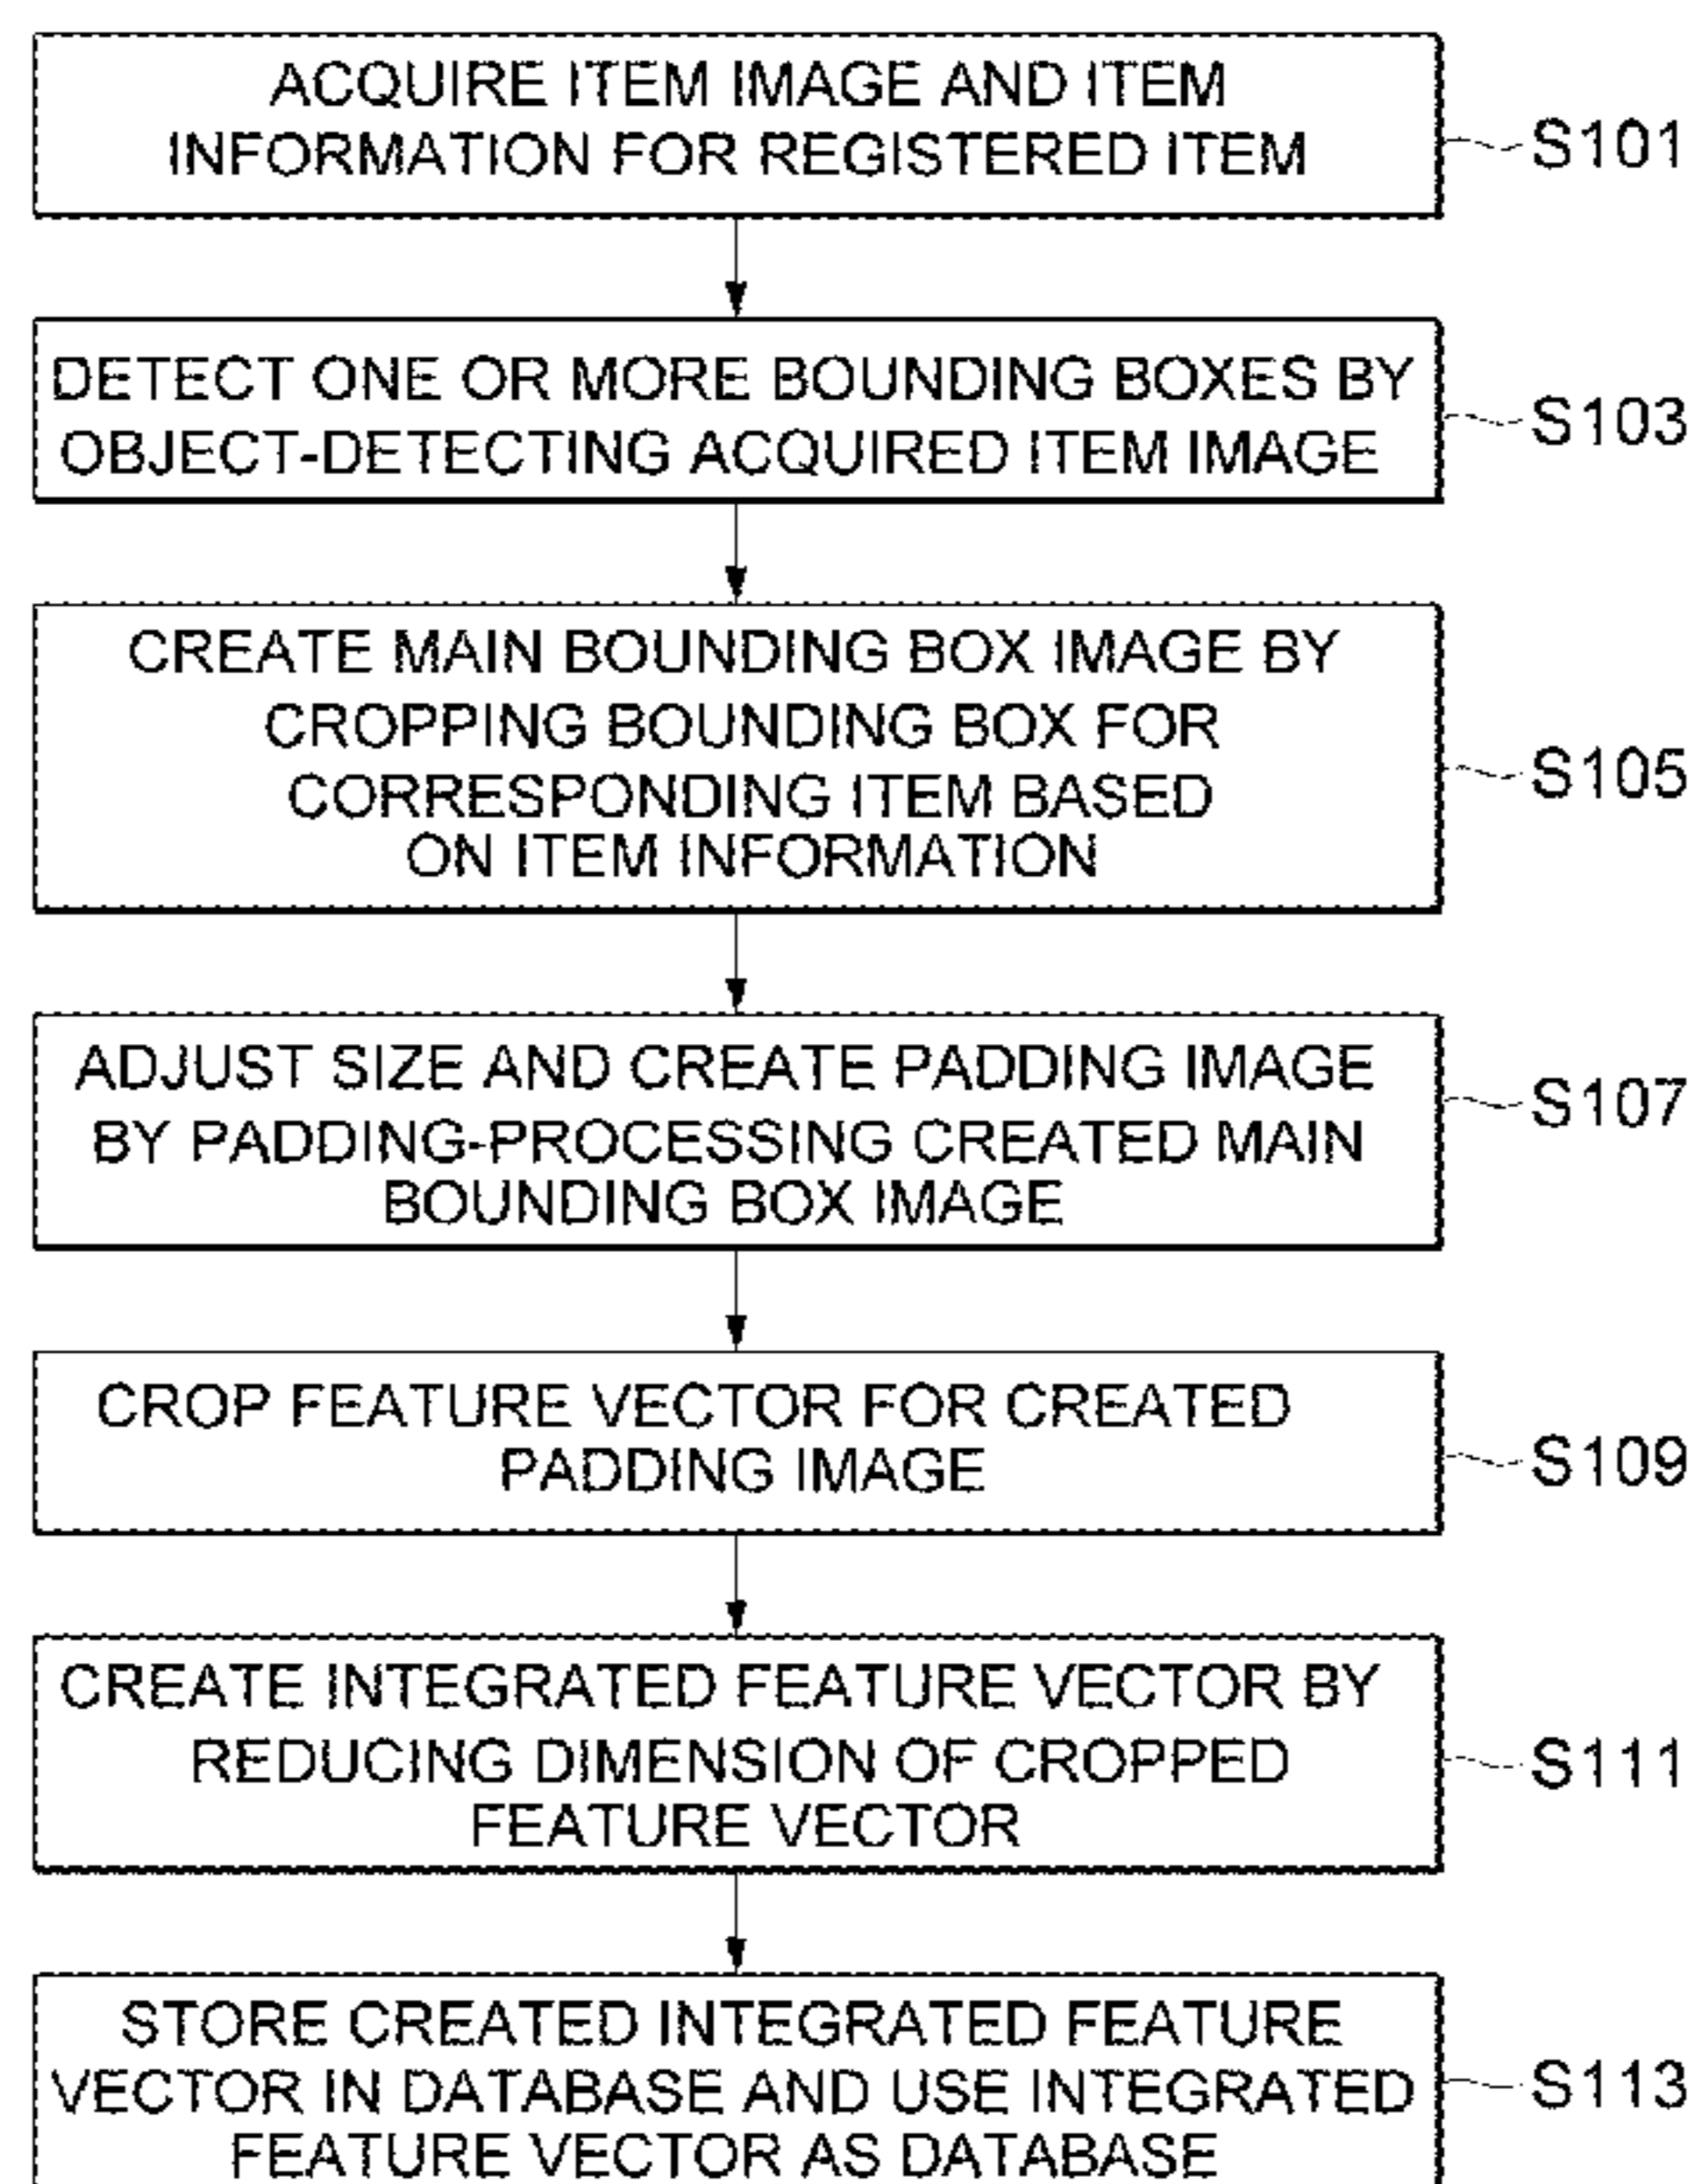 ACQUIRE ITEM IMAGE AND ITEM
INFORMATION FOR REGISTERED ITEM
S101
DETECT ONE OR MORE BOUNDING BOXES BY
OBJECT-DETECTING ACQUIRED ITEM IMAGE
S103
CREATE MAIN BOUNDING BOX IMAGE BY
CROPPING BOUNDING BOX FOR
CORRESPONDING ITEM BASED
ON ITEM INFORMATION
S105
ADJUST SIZE AND CREATE PADDING IMAGE
BY PADDING-PROCESSING CREATED MAIN
BOUNDING BOX IMAGE
S107
CROP FEATURE VECTOR FOR CREATED
PADDING IMAGE
S109
CREATE INTEGRATED FEATURE VECTOR BY
REDUCING DIMENSION OF CROPPED
FEATURE VECTOR
S111
STORE CREATED INTEGRATED FEATURE
VECTOR IN DATABASE AND USE INTEGRATED
FEATURE VECTOR AS DATABASE
S113